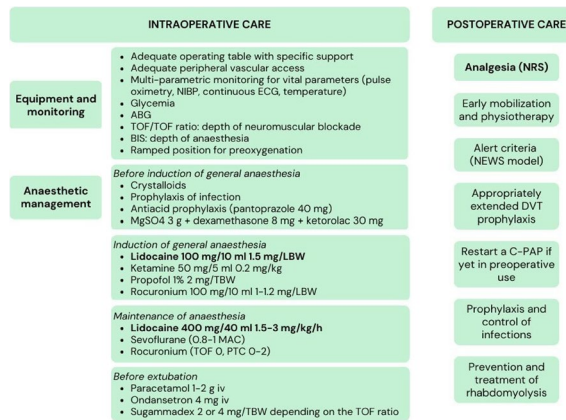 INTRAOPERATIVE CARE
Equipment and
monitoring
• Adequate operating table with specific support
• Adequate peripheral vascular access
• Multi-parametric monitoring for vital parameters (pulse
oximetry, NIBP, continuous ECG, temperature)
• Glycemia
• ABG
• TOF/TOF ratio: depth of neuromuscular blockade
• BIS: depth of anaesthesia
• Ramped position for preoxygenation
Anaesthetic
management
Before induction of general anaesthesia
• Crystalloids
• Prophylaxis of infection
• Antiacid prophylaxis (pantoprazole 40 mg)
• MgSO4 3 g + dexamethasone 8 mg + ketorolac 30 mg
Induction of general anaesthesia
• Lidocaine 100 mg/10 ml 1.5 mg/LBW
• Ketamine 50 mg/5 ml 0.2 mg/kg
• Propofol 1% 2 mg/TBW
• Rocuronium 100 mg/10 ml 1-1.2 mg/LBW
Maintenance of anaesthesia
• Lidocaine 400 mg/40 ml 1.5-3 mg/kg/h
• Sevoflurane (0.8-1 MAC)
• Rocuronium (TOF 0, PTC 0-2)
Before extubation
• Paracetamol 1-2 g iv
• Ondansetron 4 mg iv
• Sugammadex 2 or 4 mg/TBW depending on the TOF ratio
POSTOPERATIVE CARE
Analgesia (NRS)
Early mobilization
and physiotherapy
Alert criteria
(NEWS model)
Appropriately
extended DVT
prophylaxis
Restart a C-PAP if
yet in preoperative
use
Prophylaxis and
control of
infections
Prevention and
treatment of
rhabdomyolysis